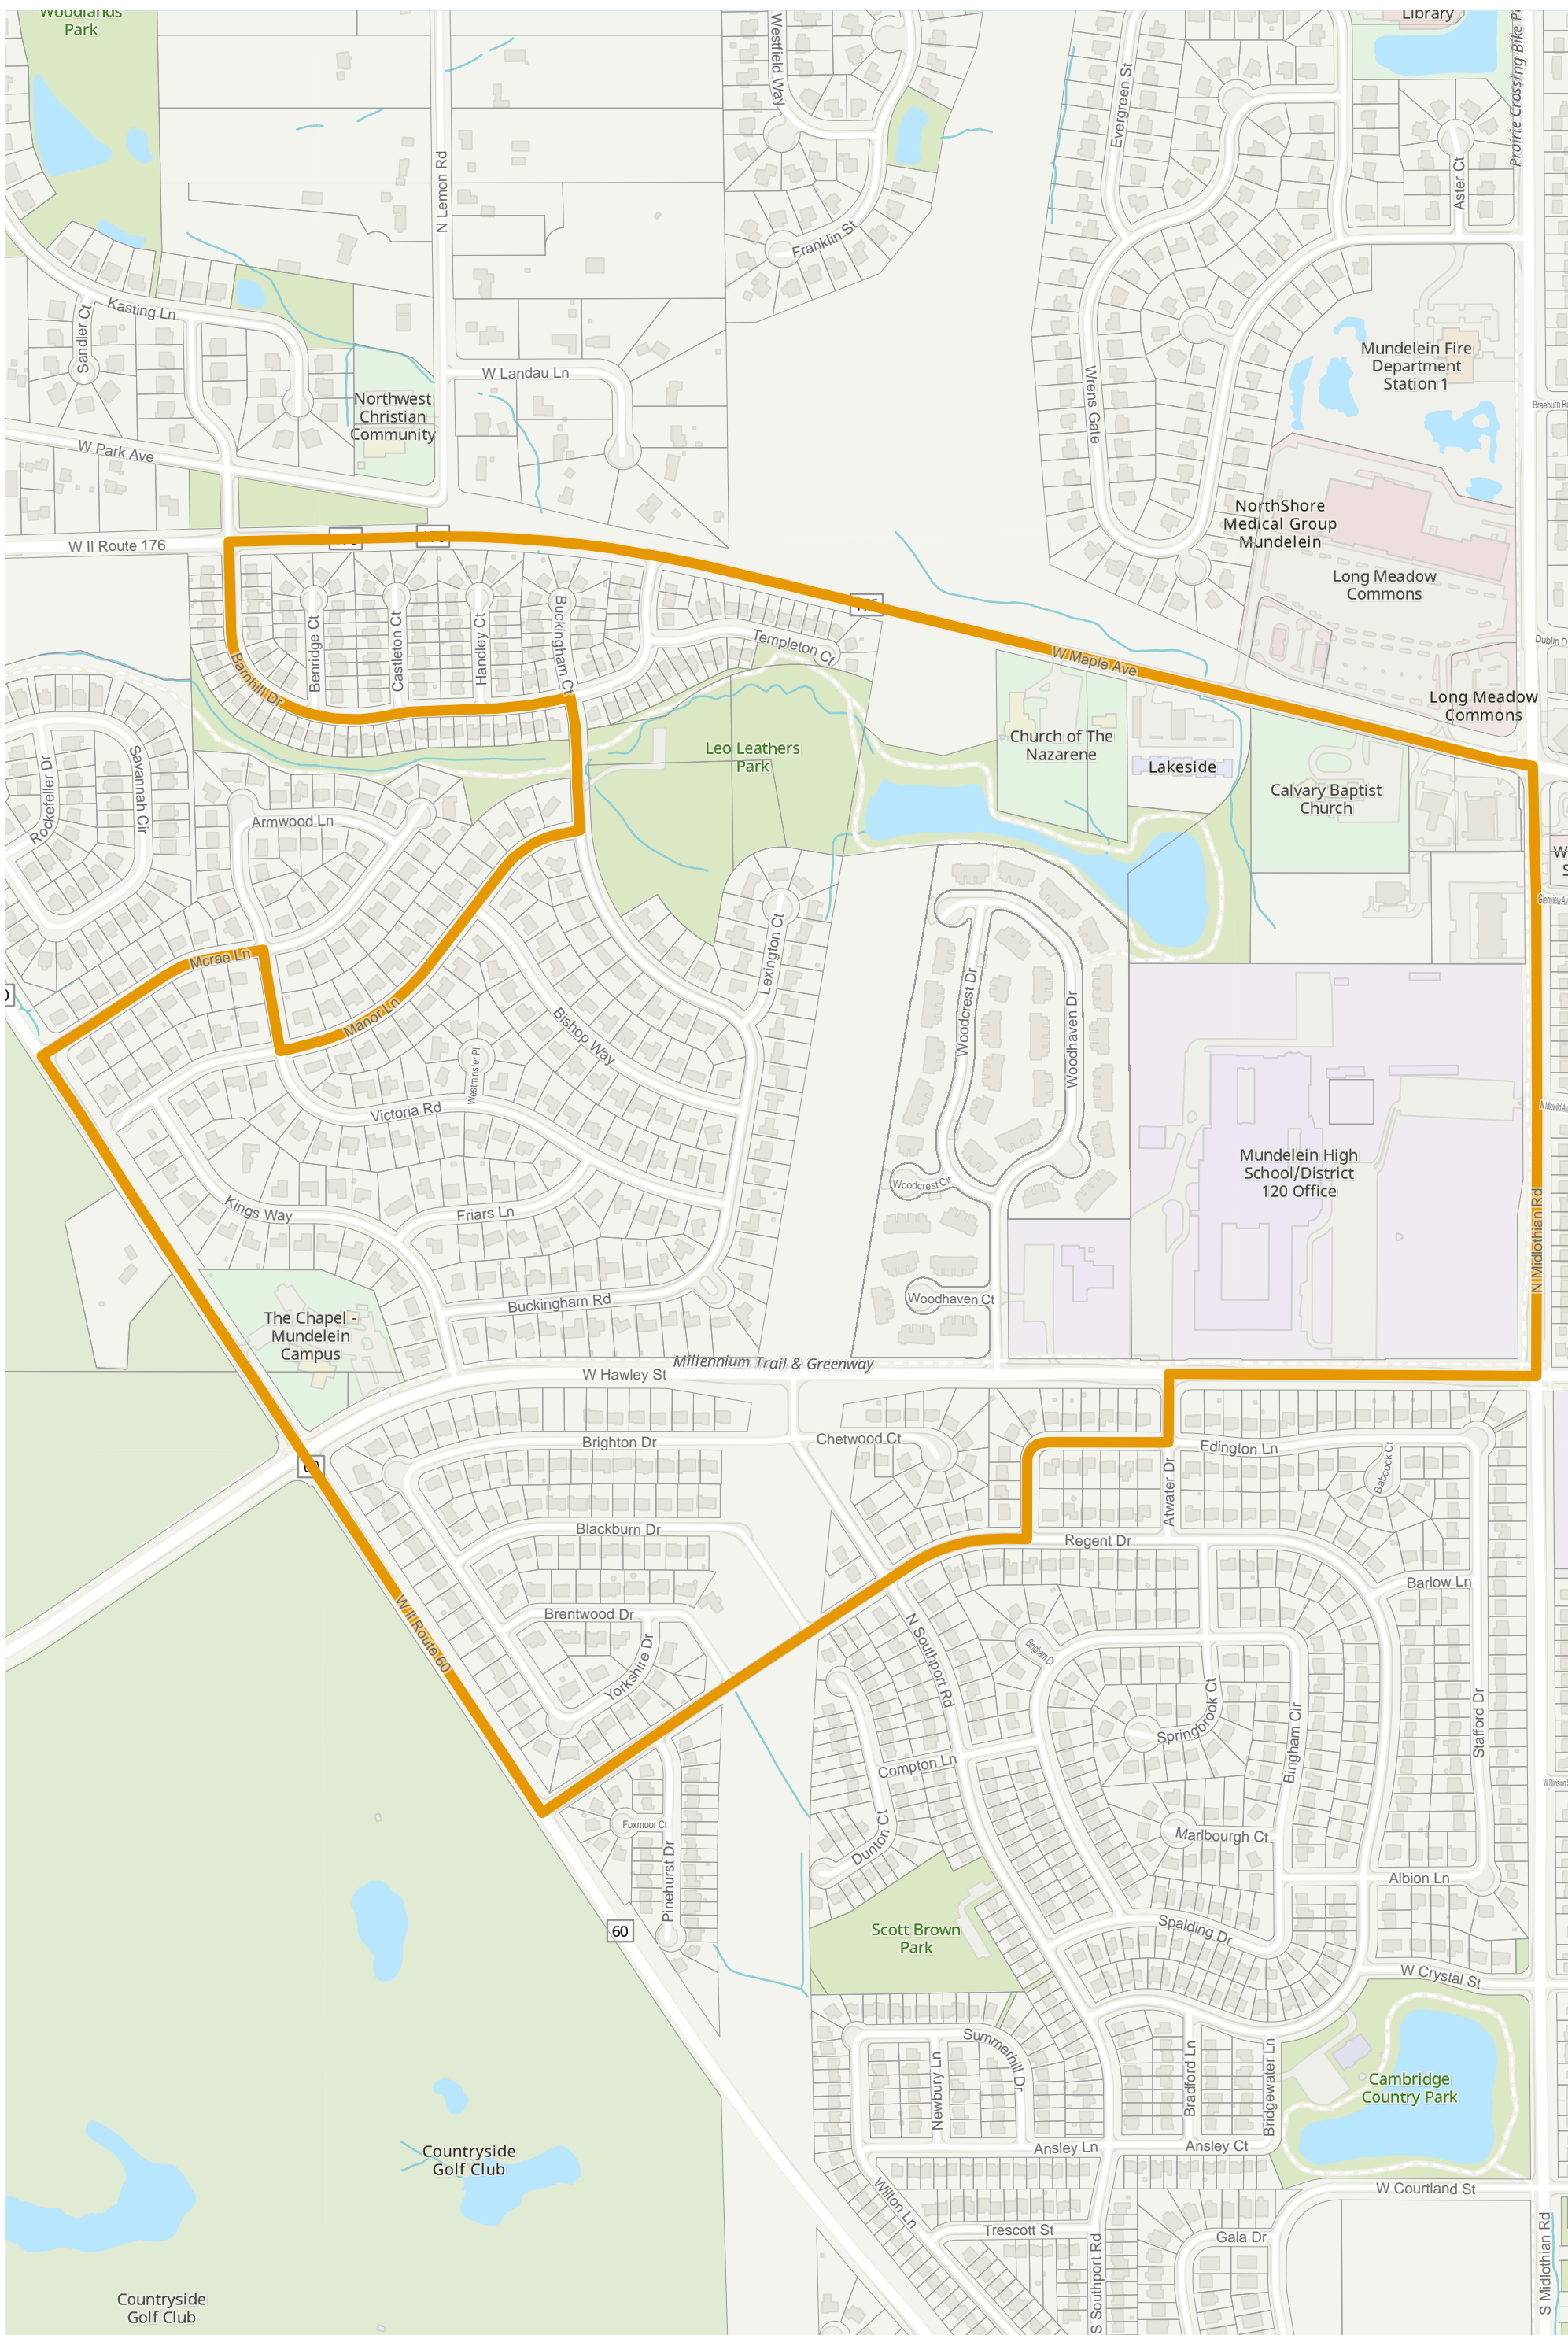 Woodlands
Park
Westfield Way
Library
Prairie Crossing Bike P
Evergreen St
N Lemon Rd
Aster Ct
Franklin St
Kasting Ln
Sandler Ct
Mundelein Fire
Department
Station 1
W Landau Ln
Northwest
Christian
Community
Wrens Gate
Braeburn R
W Park Ave
NorthShore
Medical Group
Mundelein
W Il Route 176
Long Meadow
Commons
Benridge Ct
Castleton Ct
Handley Ct
Buckingham Ct
Templeton Ct
Dublin D
W Maple Ave
Barnhill Dr
Long Meadow
Commons
Church of The
Nazarene
Leo Leathers
Park
Lakeside
Calvary Baptist
Church
Savannah Cir
Rockefeller Dr
Armwood Ln
Glenview Av
Mcrae Ln
Lexington Ct
Woodcrest Dr
Woodhaven Dr
Manor Ln
Bishop Way
Westminster Pl
Victoria Rd
N Idlewild Av
Mundelein High
School/District
120 Office
Woodcrest Cir
Kings Way
Friars Ln
N Midlothian Rd
Buckingham Rd
Woodhaven Ct
The Chapel -
Mundelein
Campus
Millennium Trail & Greenway
W Hawley St
Brighton Dr
Chetwood Ct
Edington Ln
Babcock Ct
60
Atwater Dr
Blackburn Dr
Regent Dr
Barlow Ln
Brentwood Dr
W Il Route 60
Yorkshire Dr
N Southport Rd
Bingham Ct
Springbrook Ct
Bingham Cir
Stafford Dr
Compton Ln
W Division S
Foxmoor Ct
Marlbourgh Ct
Dunton Ct
Pinehurst Dr
Albion Ln
60
Scott Brown
Park
Spalding Dr
W Crystal St
Summerhill Dr
Newbury Ln
Bradford Ln
Bridgewater Ln
Cambridge
Country Park
Ansley Ln
Ansley Ct
Countryside
Golf Club
W Courtland St
Wilton Ln
Trescott St
Gala Dr
S Southport Rd
S Midlothian Rd
Countryside
Golf Club